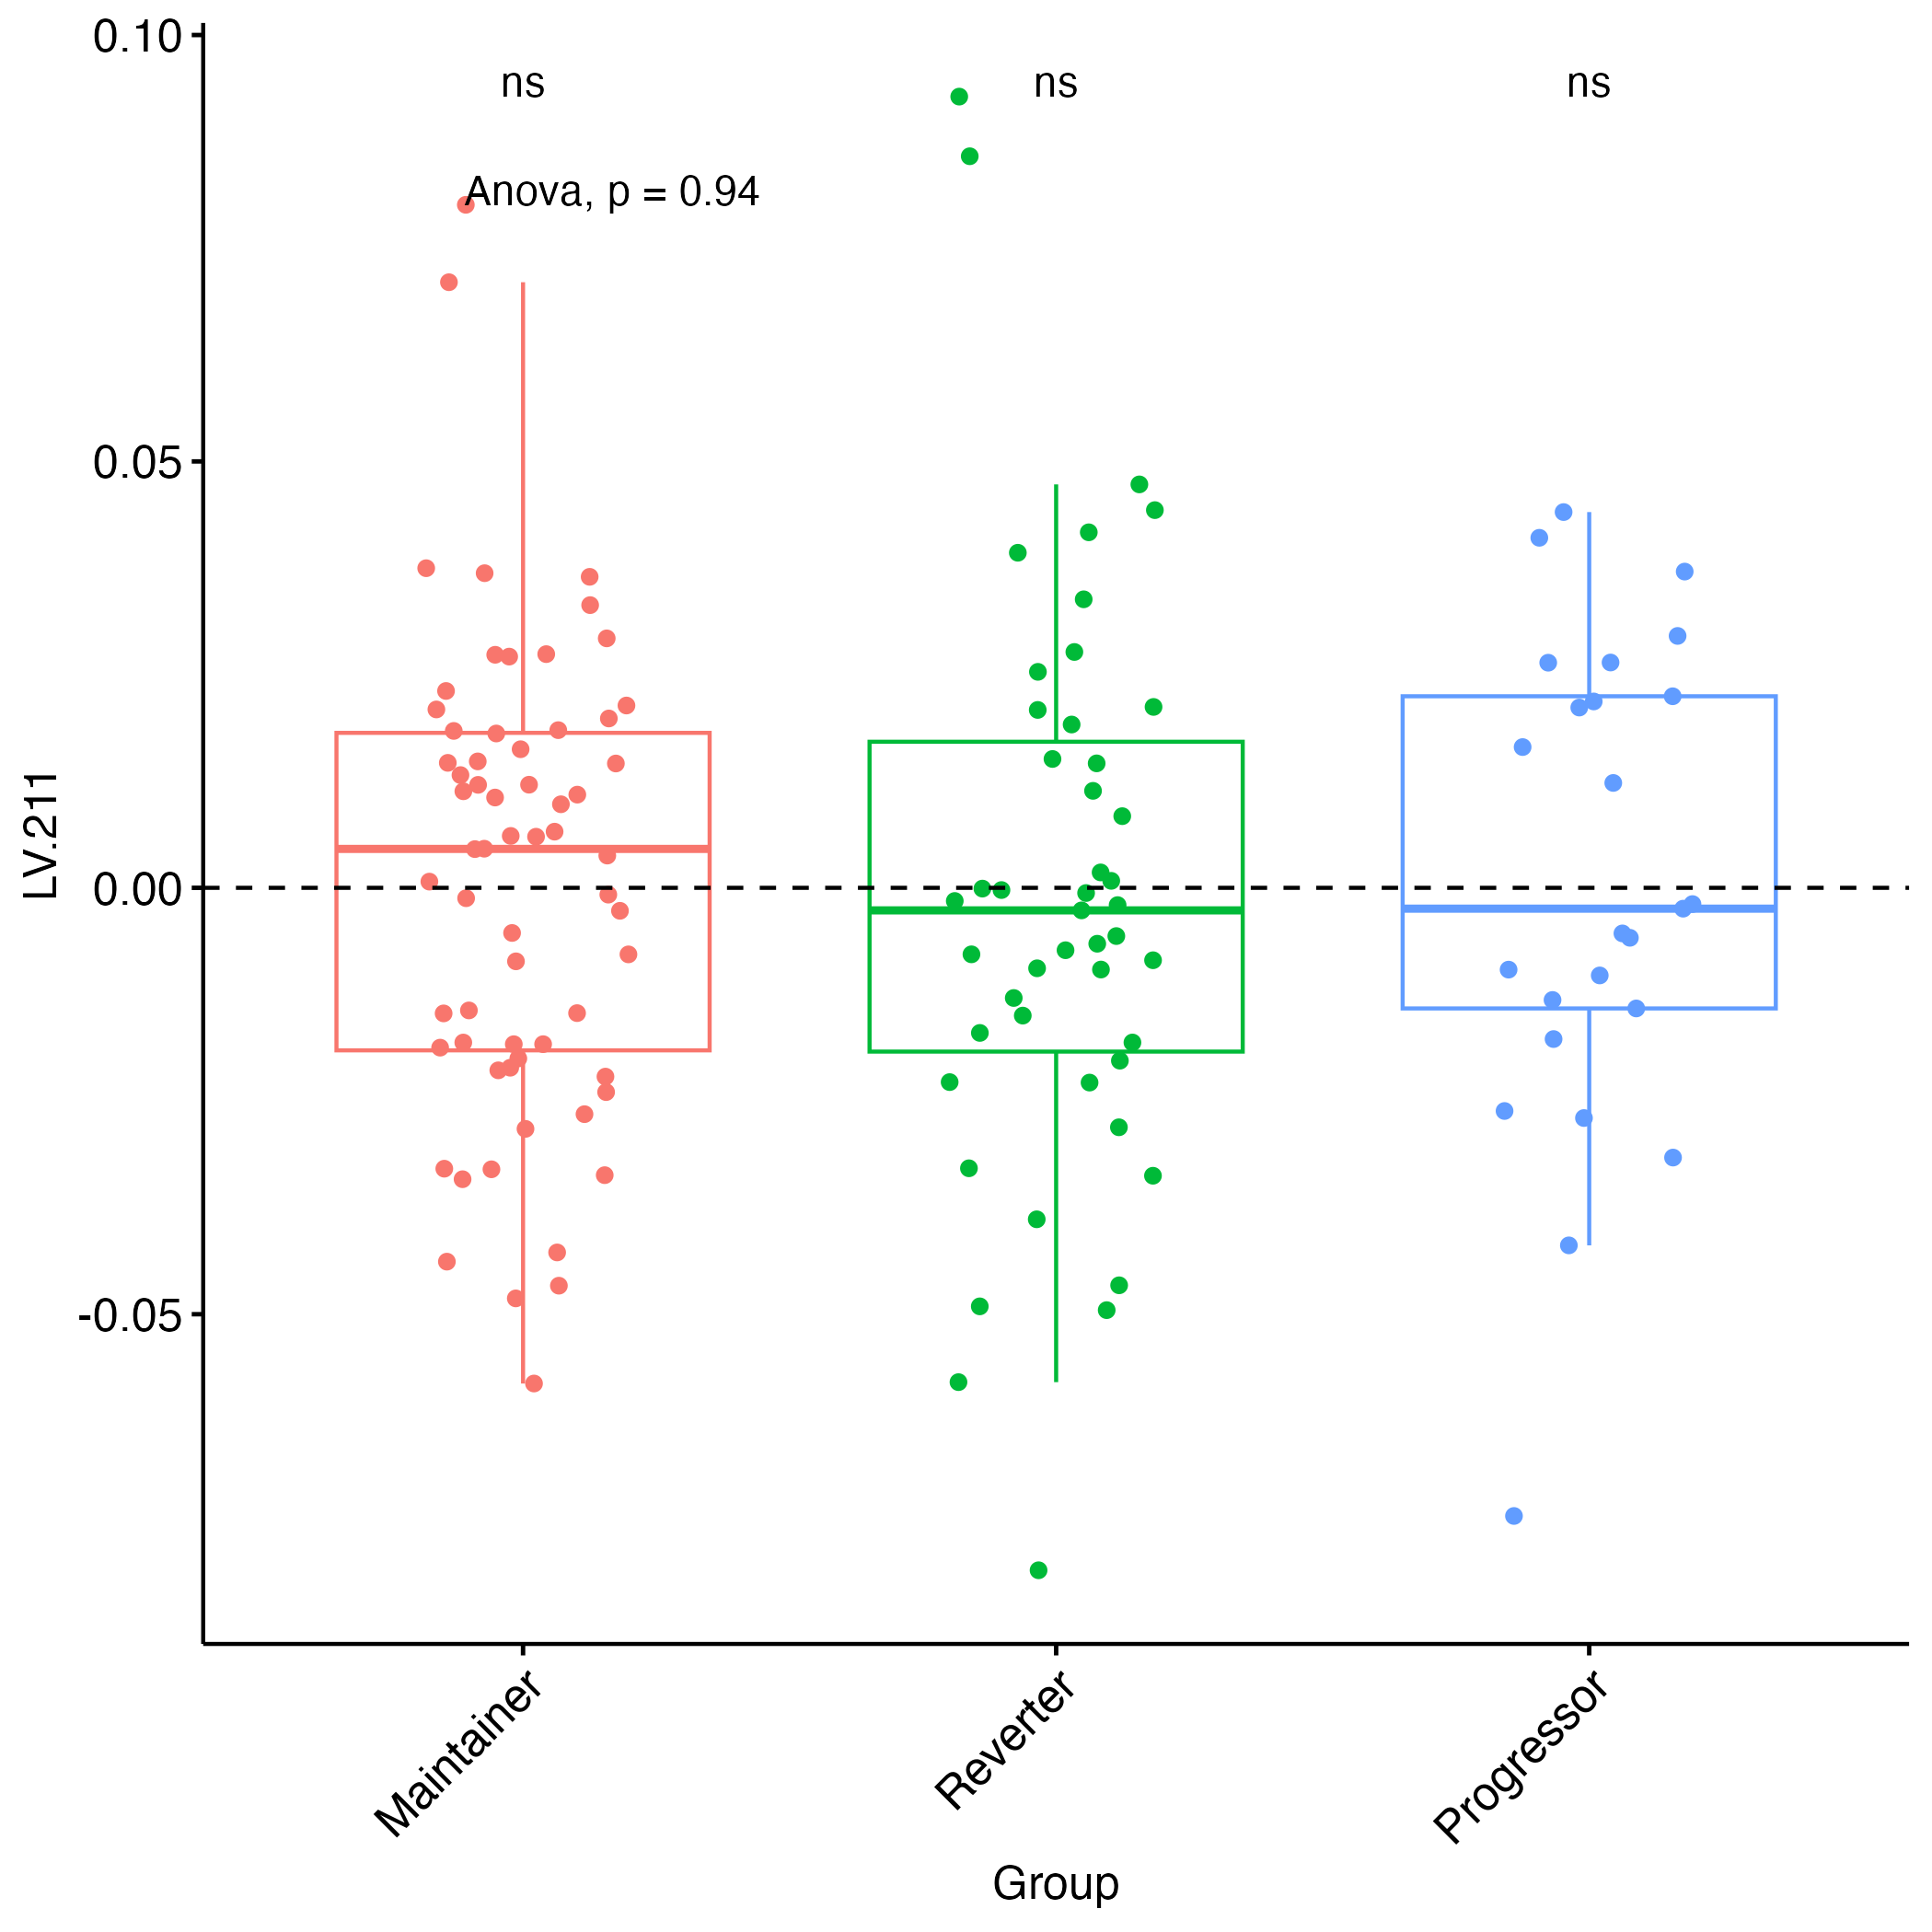 0.10
ns
ns
ns
Anova, p = 0.94
0.05
LV.211
0.00
-0.05
Maintainer
Reverter
Progressor
Group